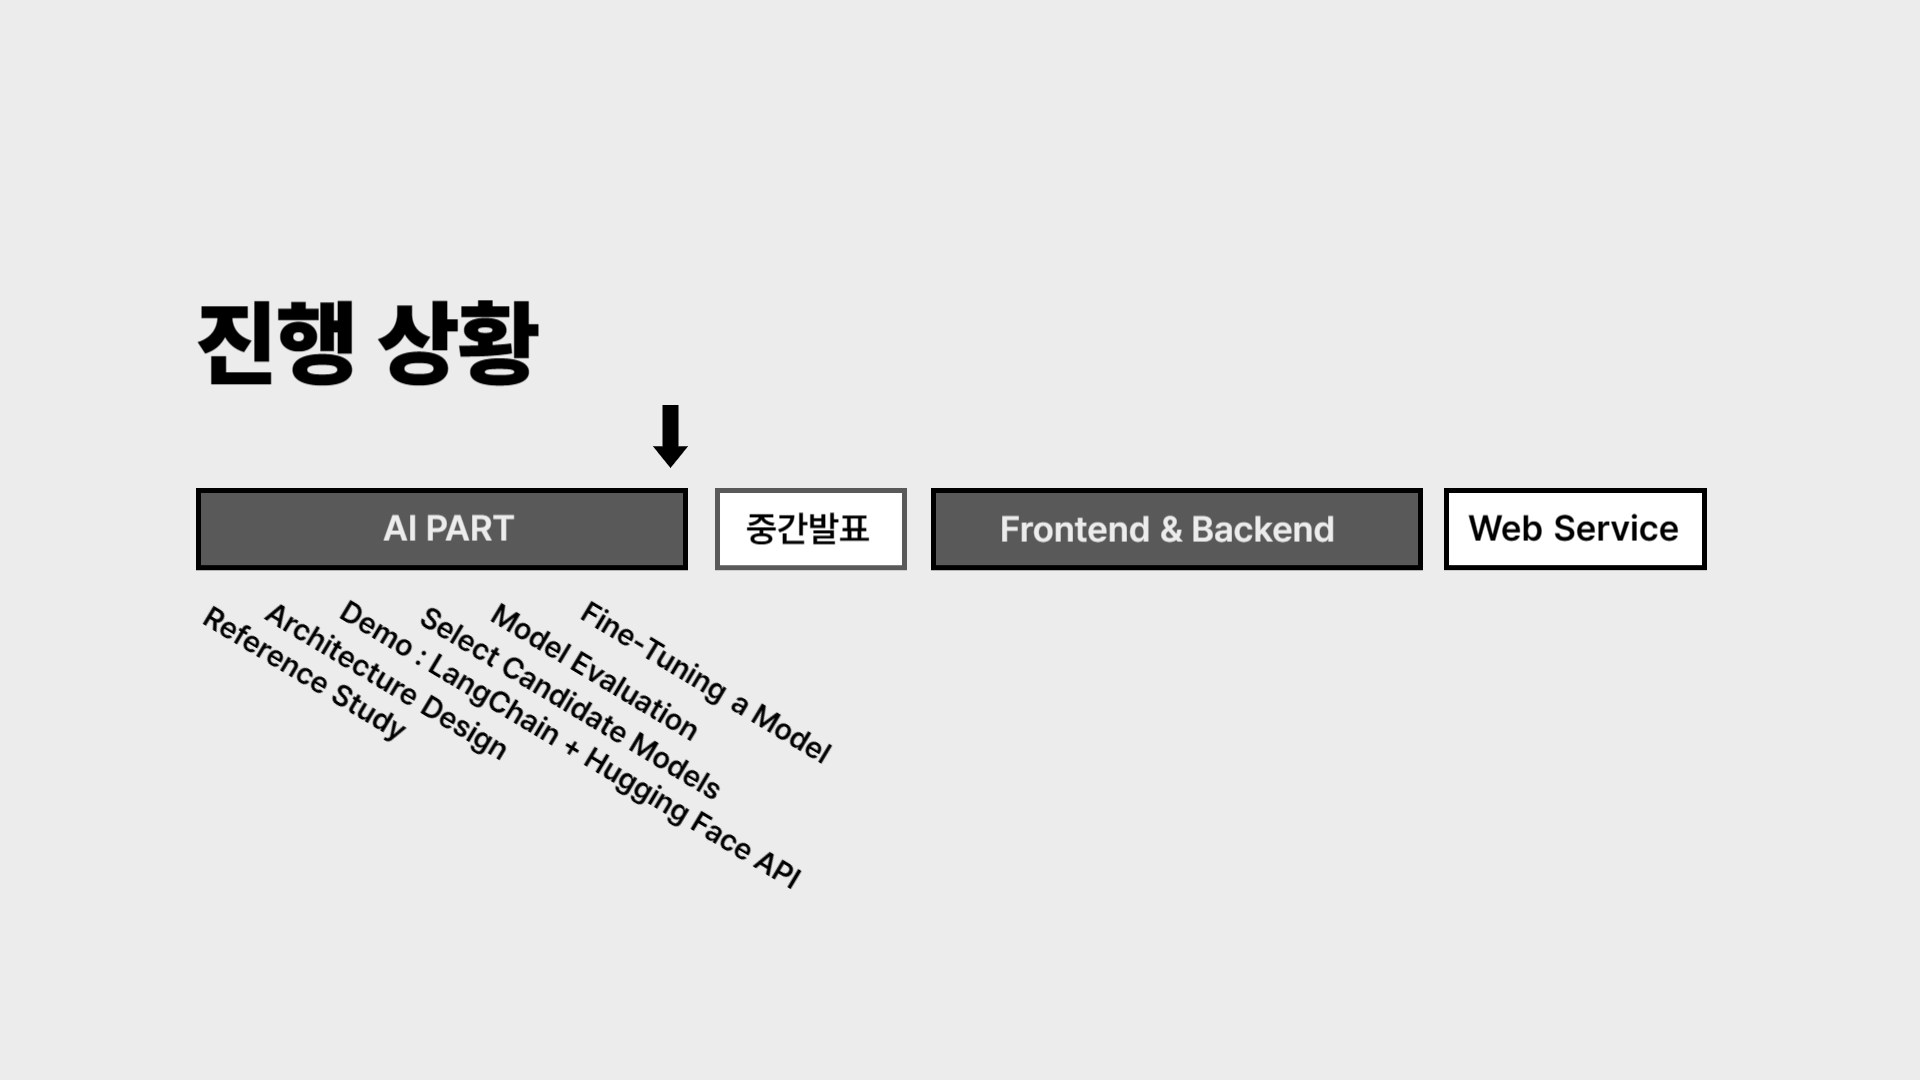 진행 상황
AI PART
중간발표
Frontend & Backend
Web Service
Reference Study
Architecture Design
Demo : LangChain + Hugging Face API
Select Candidate Models
Model Evaluation
Fine-Tuning a Model